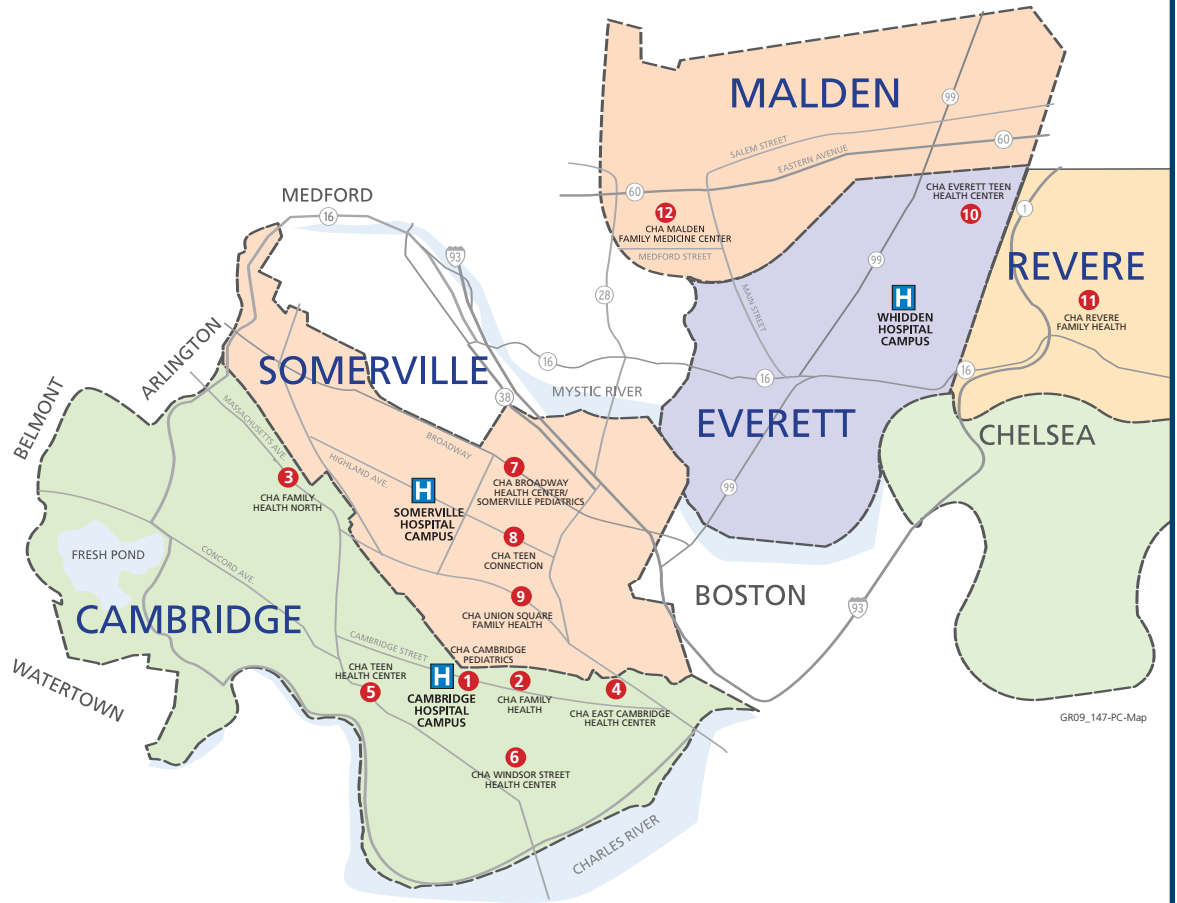 MALDEN
99
60
SALEM STREET
EASTERN AVENUE
60
12
CHA MALDEN
FAMILY MEDICINE CENTER
MEDFORD STREET
CHA EVERETT TEEN
HEALTH CENTER
10
1
MEDFORD
16
93
99
REVERE
11
CHA REVERE
FAMILY HEALTH
28
MAIN STREET
H
WHIDDEN
HOSPITAL
CAMPUS
ARLINGTON
SOMERVILLE
16
16
16
MYSTIC RIVER
38
BELMONT
MASSACHUSETTS AVE.
BROADWAY
HIGHLAND AVE.
EVERETT
CHELSEA
3
CHA FAMILY
HEALTH NORTH
7
CHA BROADWAY
HEALTH CENTER/
SOMERVILLE PEDIATRICS
H
SOMERVILLE
HOSPITAL
CAMPUS
99
8
CHA TEEN
CONNECTION
FRESH POND
CONCORD AVE.
9
CHA UNION SQUARE
FAMILY HEALTH
BOSTON
93
CAMBRIDGE
CAMBRIDGE STREET
CHA CAMBRIDGE
PEDIATRICS
WATERTOWN
CHA TEEN
HEALTH CENTER
5
H
1
CAMBRIDGE
HOSPITAL
CAMPUS
2
CHA FAMILY
HEALTH
4
CHA EAST CAMBRIDGE
HEALTH CENTER
6
CHA WINDSOR STREET
HEALTH CENTER
CHARLES RIVER
GR09_147-PC-Map